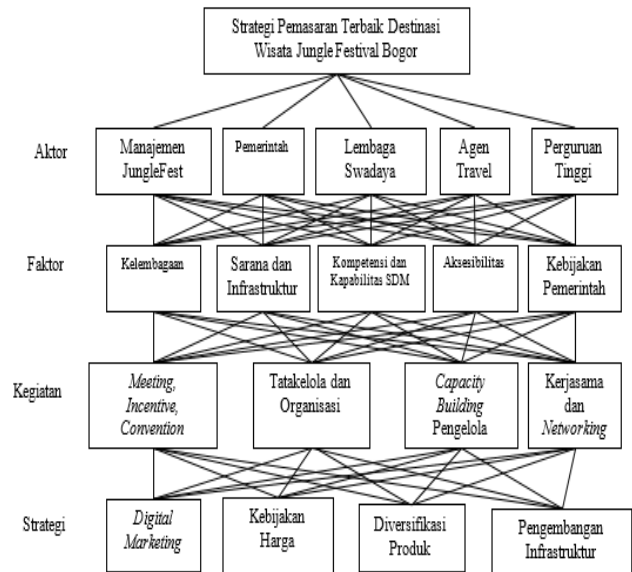 Strategi Pemasaran Terbaik Destinasi
Wisata Jungle Festival Bogor
Aktor
Manajemen
JungleFest
Pemerintah
Lembaga
Swadaya
Agen
Travel
Perguruan
Tinggi
Faktor
Kelembagaan
Sarana dan
Infrastruktur
Kompetensi dan
Kapabilitas SDM
Aksesibilitas
Kebijakan
Pemerintah
Kegiatan
Meeting,
Incentive,
Convention
Tatakelola dan
Organisasi
Capacity
Building
Pengelola
Kerjasama
dan
Networking
Strategi
Digital
Marketing
Kebijakan
Harga
Diversifikasi
Produk
Pengembangan
Infrastruktur